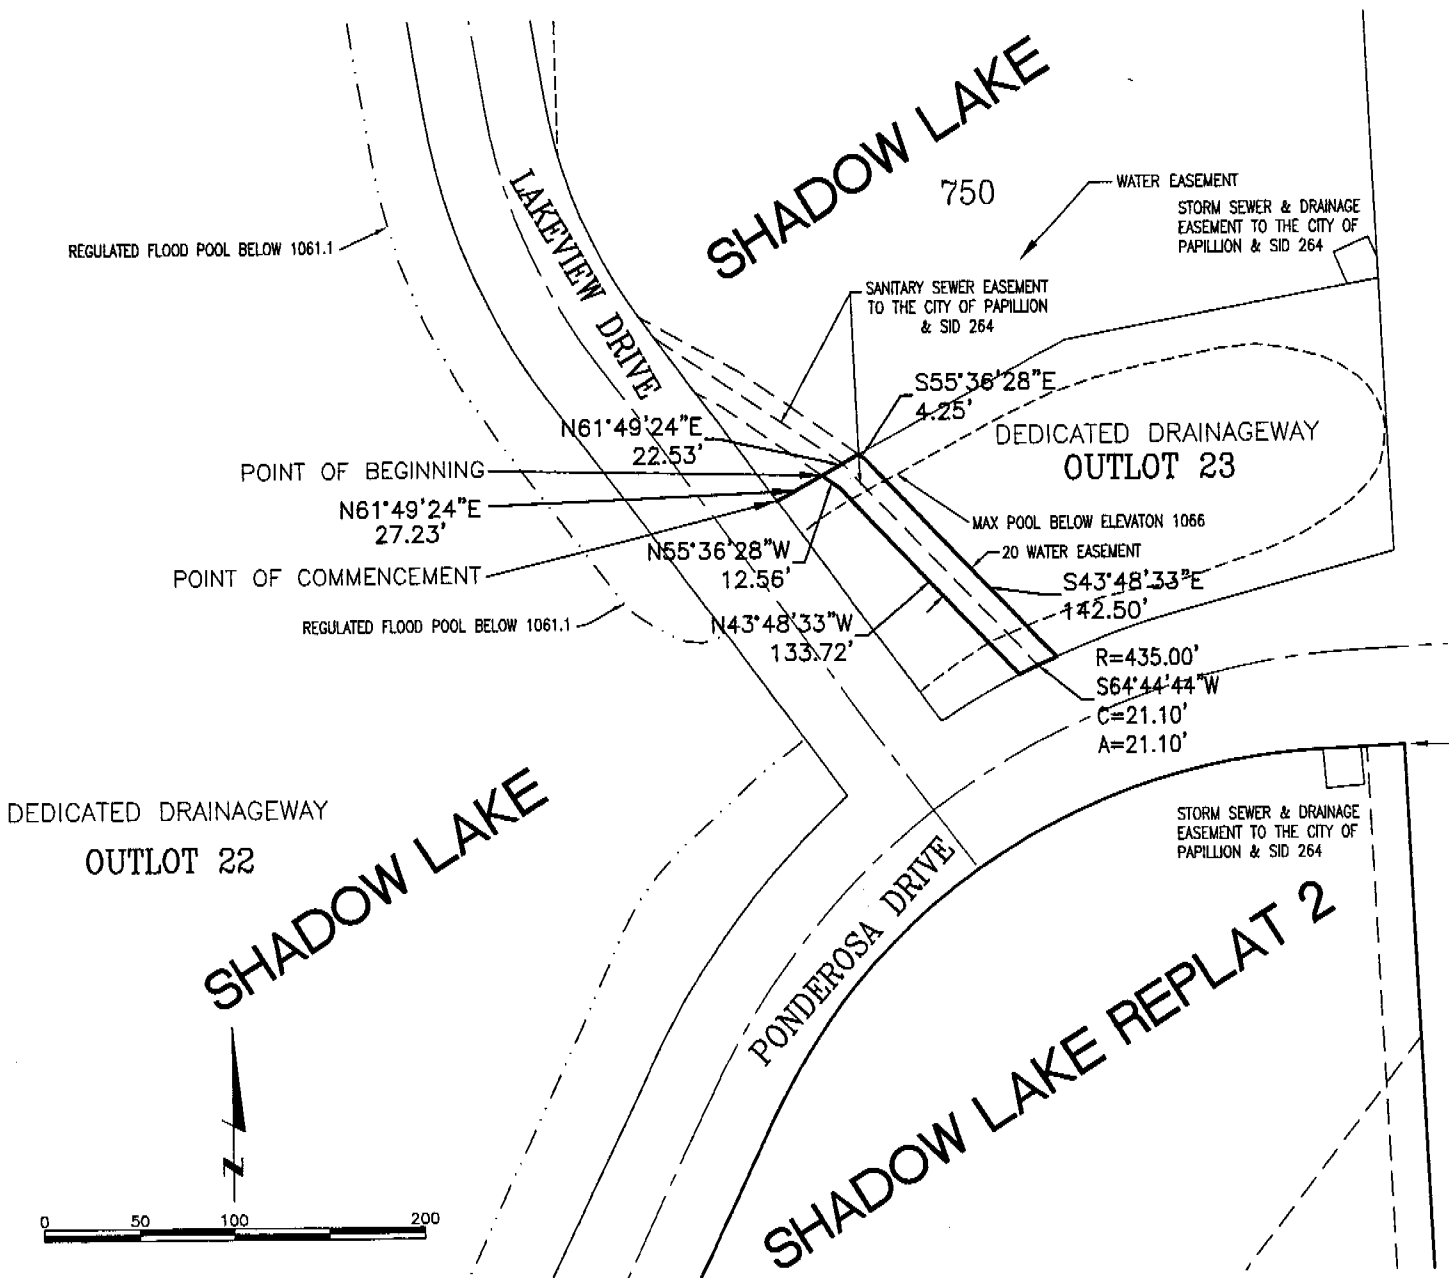 SHADOW LAKE
750
WATER EASEMENT
STORM SEWER & DRAINAGE
EASEMENT TO THE CITY OF
PAPILLION & SID 264
LAKEVIEW DRIVE
REGULATED FLOOD POOL BELOW 1061.1
SANITARY SEWER EASEMENT
TO THE CITY OF PAPILLION
& SID 264
S55°36'28"E
4.25'
N61°49'24"E
22.53'
DEDICATED DRAINAGEWAY
OUTLOT 23
POINT OF BEGINNING
N61°49'24"E
27.23'
MAX POOL BELOW ELEVATON 1066
N55°36'28"W
12.56'
20 WATER EASEMENT
POINT OF COMMENCEMENT
S43°48'33"E
142.50'
REGULATED FLOOD POOL BELOW 1061.1
N43°48'33"W
133.72'
R=435.00'
S64°44'44"W
C=21.10'
A=21.10'
DEDICATED DRAINAGEWAY
OUTLOT 22
SHADOW LAKE
STORM SEWER & DRAINAGE
EASEMENT TO THE CITY OF
PAPILLION & SID 264
PONDEROSA DRIVE
SHADOW LAKE REPLAT 2
N
0 50 100 200